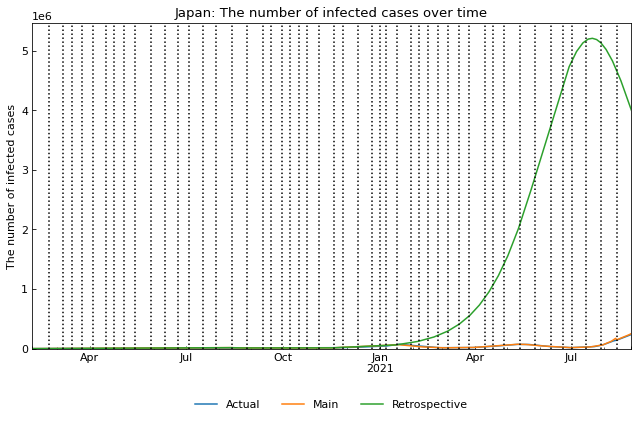 Japan: The number of infected cases over time
1e6
The number of infected cases
5
4
3
2
1
0
Apr Jul Oct Jan Apr Jul
2021
Actual Main Retrospective